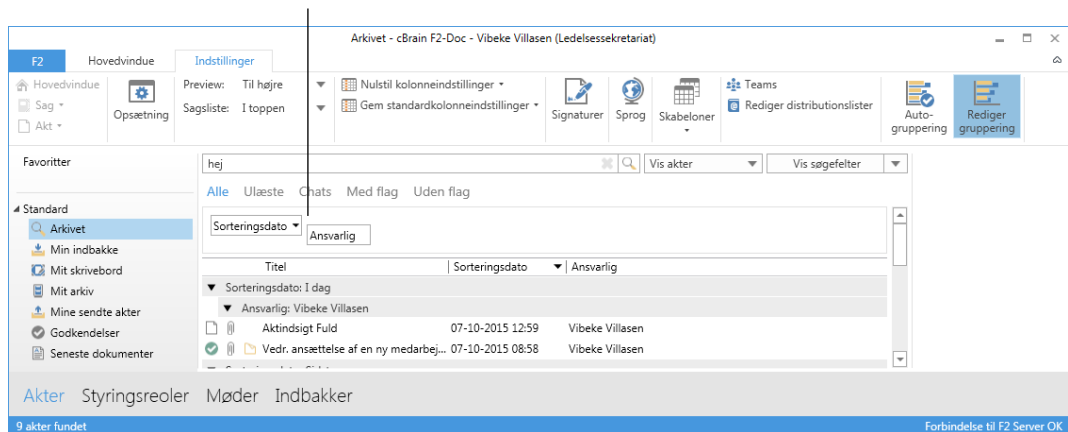 Arkivet - cBrain F2-Doc - Vibeke Villasen (Ledelsessekretariat)
F2 Hovedvindue Indstillinger
Hovedvindue
Sag
Akt
Opsætning
Preview: Til højre
Sagsliste: I toppen
Nulstil kolonneindstillinger
Gem standardkolonneindstillinger
Signaturer
Sprog
Skabeloner
Teams
Rediger distributionslister
Auto-
gruppering
Rediger
gruppering
Favoritter
Standard
Arkivet
Min indbakke
Mit skrivebord
Mit arkiv
Mine sendte akter
Godkendelser
Seneste dokumenter
hej Vis akter Vis søgefelter
Alle Ulæste Chats Med flag Uden flag
Sorteringsdato Ansvarlig
Titel Sorteringsdato Ansvarlig
Sorteringsdato: I dag
Ansvarlig: Vibeke Villasen
Aktindsigt Fuld 07-10-2015 12:59 Vibeke Villasen
Vedr. ansættelse af en ny medarbej... 07-10-2015 08:58 Vibeke Villasen
Akter Styringsreoler Møder Indbakker
9 akter fundet Forbindelse til F2 Server OK